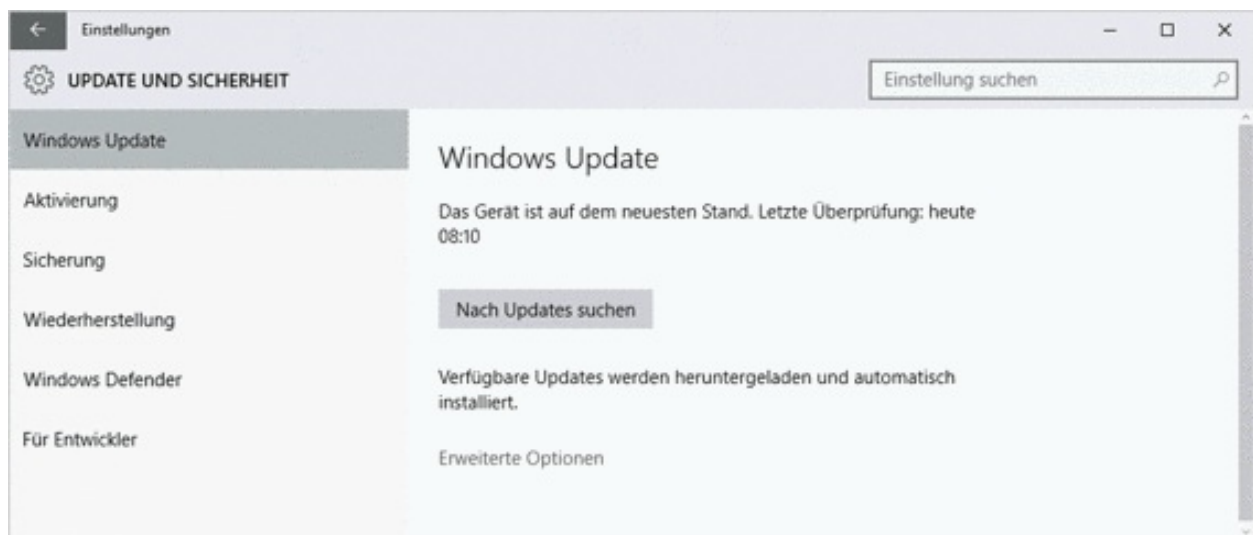 Einstellungen
UPDATE UND SICHERHEIT
Einstellung suchen
Windows Update
Aktivierung
Sicherung
Wiederherstellung
Windows Defender
Für Entwickler
Windows Update
Das Gerät ist auf dem neuesten Stand. Letzte Überprüfung: heute
08:10
Nach Updates suchen
Verfügbare Updates werden heruntergeladen und automatisch
installiert.
Erweiterte Optionen